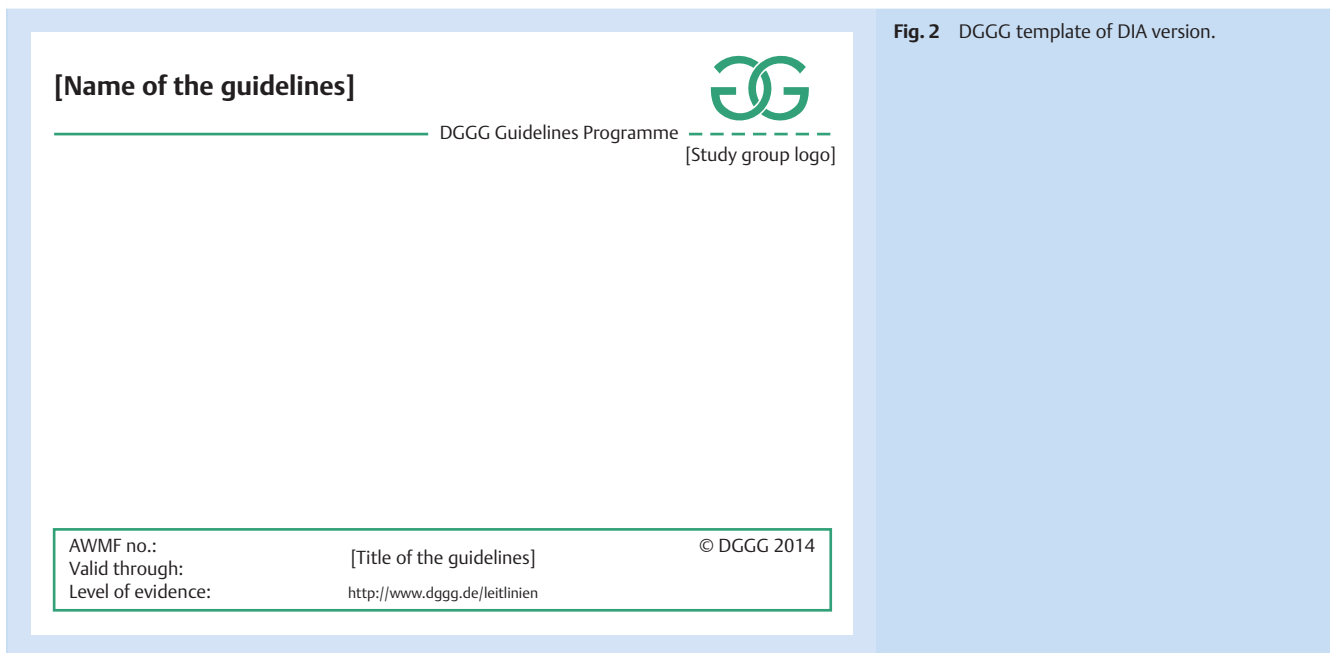 Fig. 2 DGGG template of DIA version.
[Name of the guidelines]
DGGG Guidelines Programme
[Study group logo]
AWMF no.:
Valid through:
Level of evidence:
[Title of the guidelines]
http://www.dggg.de/leitlinien
© DGGG 2014